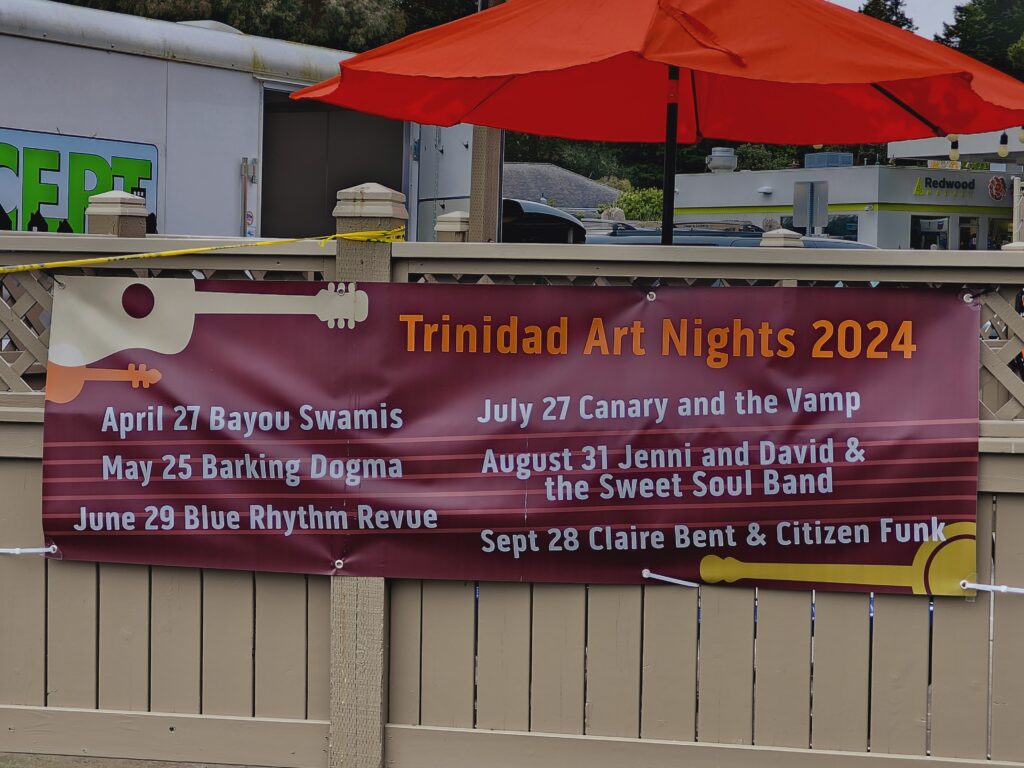 CEPT
Redwood
Trinidad Art Nights 2024
April 27 Bayou Swamis
May 25 Barking Dogma
June 29 Blue Rhythm Revue
July 27 Canary and the Vamp
August 31 Jenni and David &
the Sweet Soul Band
Sept 28 Claire Bent & Citizen Funk